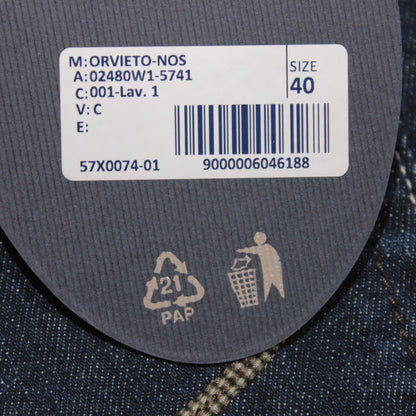 M: ORVIETO-NOS
A: 02480W1-5741
C: 001-Lav. 1
V: C
E:
SIZE
40
57X0074-01
9000006046188
21
PAP